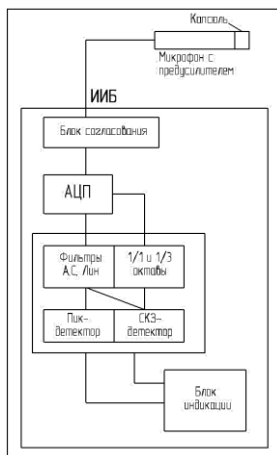 Капсюль
Микрофон с
предусилителем
ИИБ
Блок согласования
АЦП
Фильтры
А,С, Лин
1/1 и 1/3
октавы
Пик-
детектор
СКЗ-
детектор
Блок
индикации